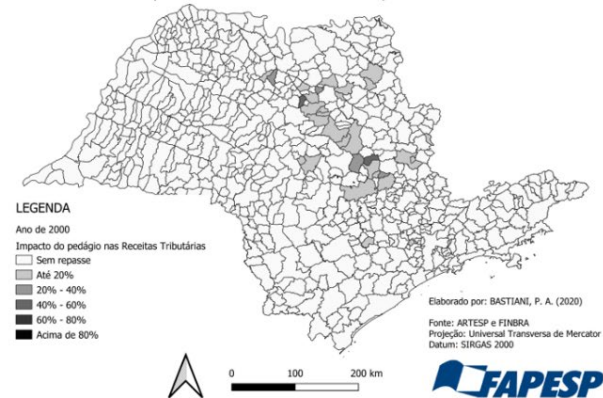 LEGENDA
Ano de 2000
Impacto do pedágio nas Receitas Tributárias
Sem repasse
Até 20%
20% - 40%
40% - 60%
60% - 80%
Acima de 80%
0 100 200 km
Elaborado por: BASTIANI, P. A. (2020)
Fonte: ARTESP e FINBRA
Projeção: Universal Transversa de Mercator
Datum: SIRGAS 2000
FAPESP